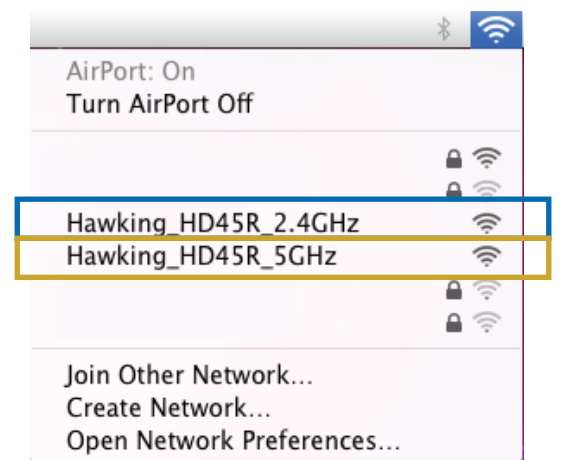 AirPort: On
Turn AirPort Off
Hawking_HD45R_2.4GHz
Hawking_HD45R_5GHz
Join Other Network...
Create Network...
Open Network Preferences...